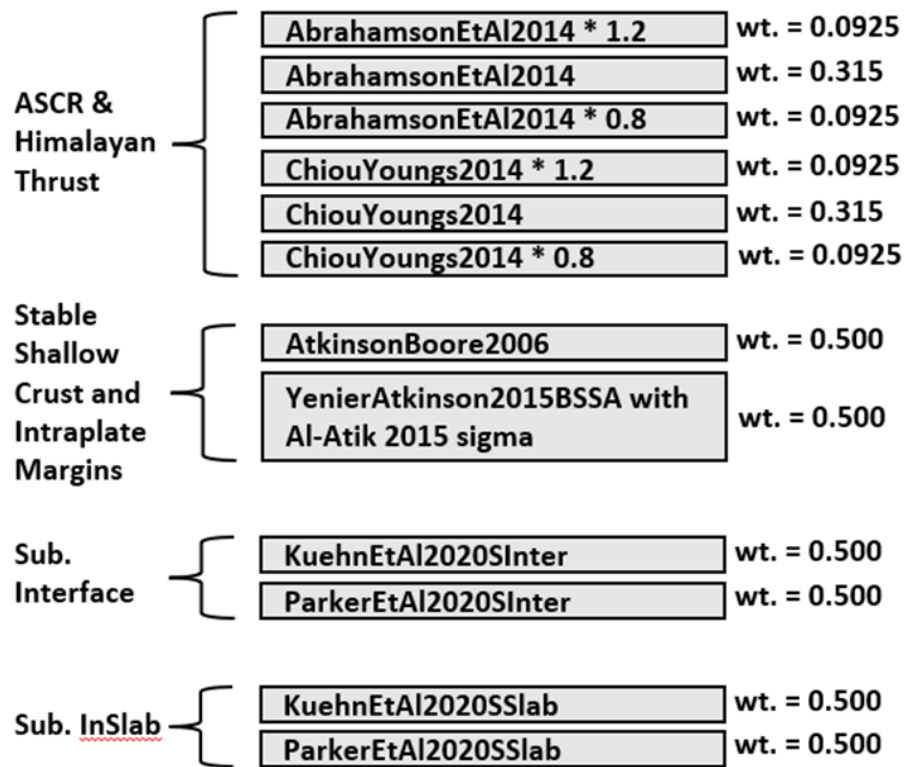 ASCR &
Himalayan
Thrust
AbrahamsonEtAl2014 * 1.2 wt. = 0.0925
AbrahamsonEtAl2014 wt. = 0.315
AbrahamsonEtAl2014 * 0.8 wt. = 0.0925
ChiouYoungs2014 * 1.2 wt. = 0.0925
ChiouYoungs2014 wt. = 0.315
ChiouYoungs2014 * 0.8 wt. = 0.0925
Stable
Shallow
Crust and
Intraplate
Margins
AtkinsonBoore2006 wt. = 0.500
YenierAtkinson2015BSSA with
Al-Atik 2015 sigma wt. = 0.500
Sub.
Interface
KuehnEtAl2020SInter wt. = 0.500
ParkerEtAl2020SInter wt. = 0.500
Sub. InSlab
KuehnEtAl2020SSlab wt. = 0.500
ParkerEtAl2020SSlab wt. = 0.500